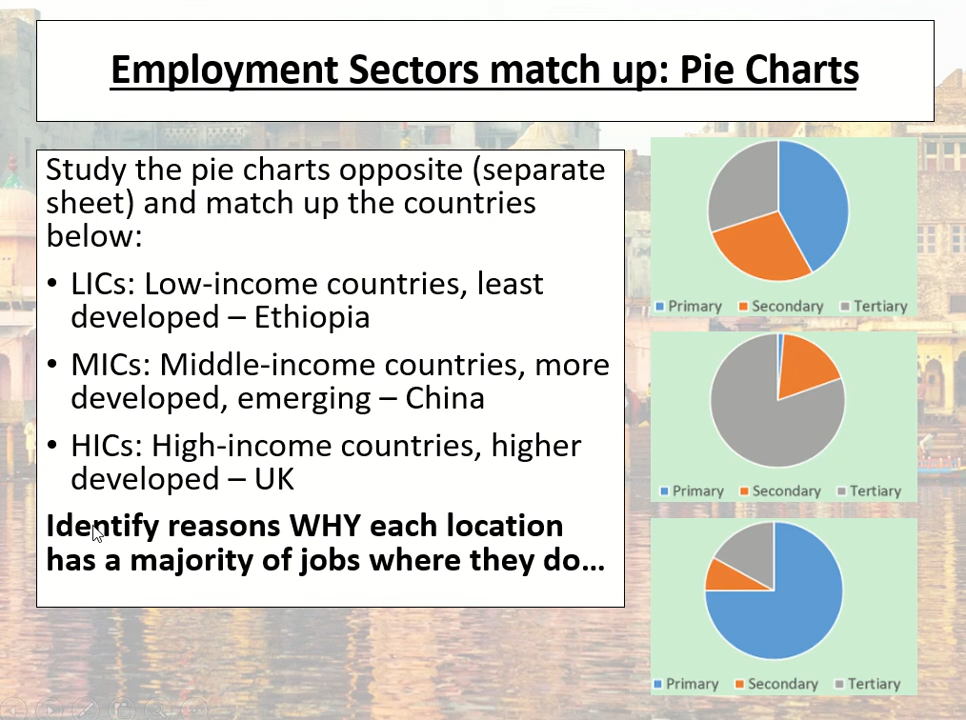 Employment Sectors match up: Pie Charts
Study the pie charts opposite (separate
sheet) and match up the countries
below:
• LICs: Low-income countries, least
developed – Ethiopia
• MICs: Middle-income countries, more
developed, emerging – China
• HICs: High-income countries, higher
developed – UK
Identify reasons WHY each location
has a majority of jobs where they do…
Primary Secondary Tertiary
Primary Secondary Tertiary
Primary Secondary Tertiary